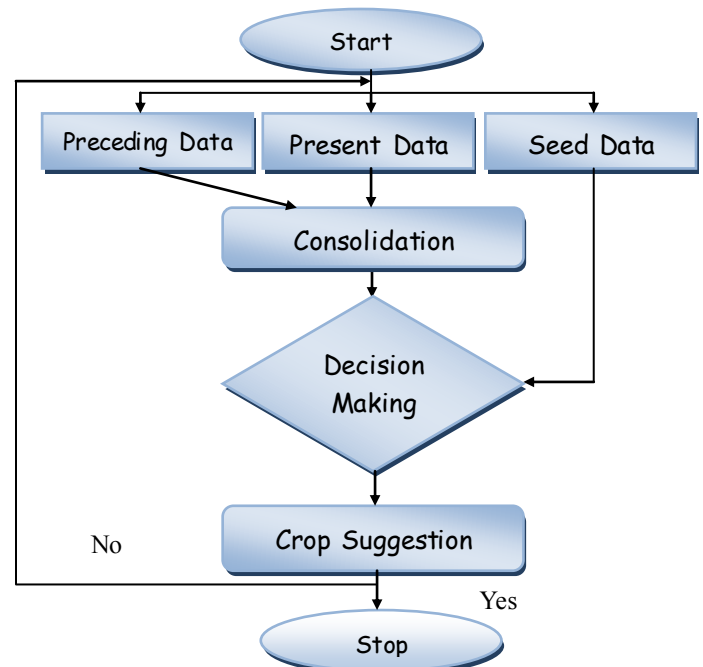 Start
Preceding Data
Present Data
Seed Data
Consolidation
Decision
Making
Crop Suggestion
No
Yes
Stop